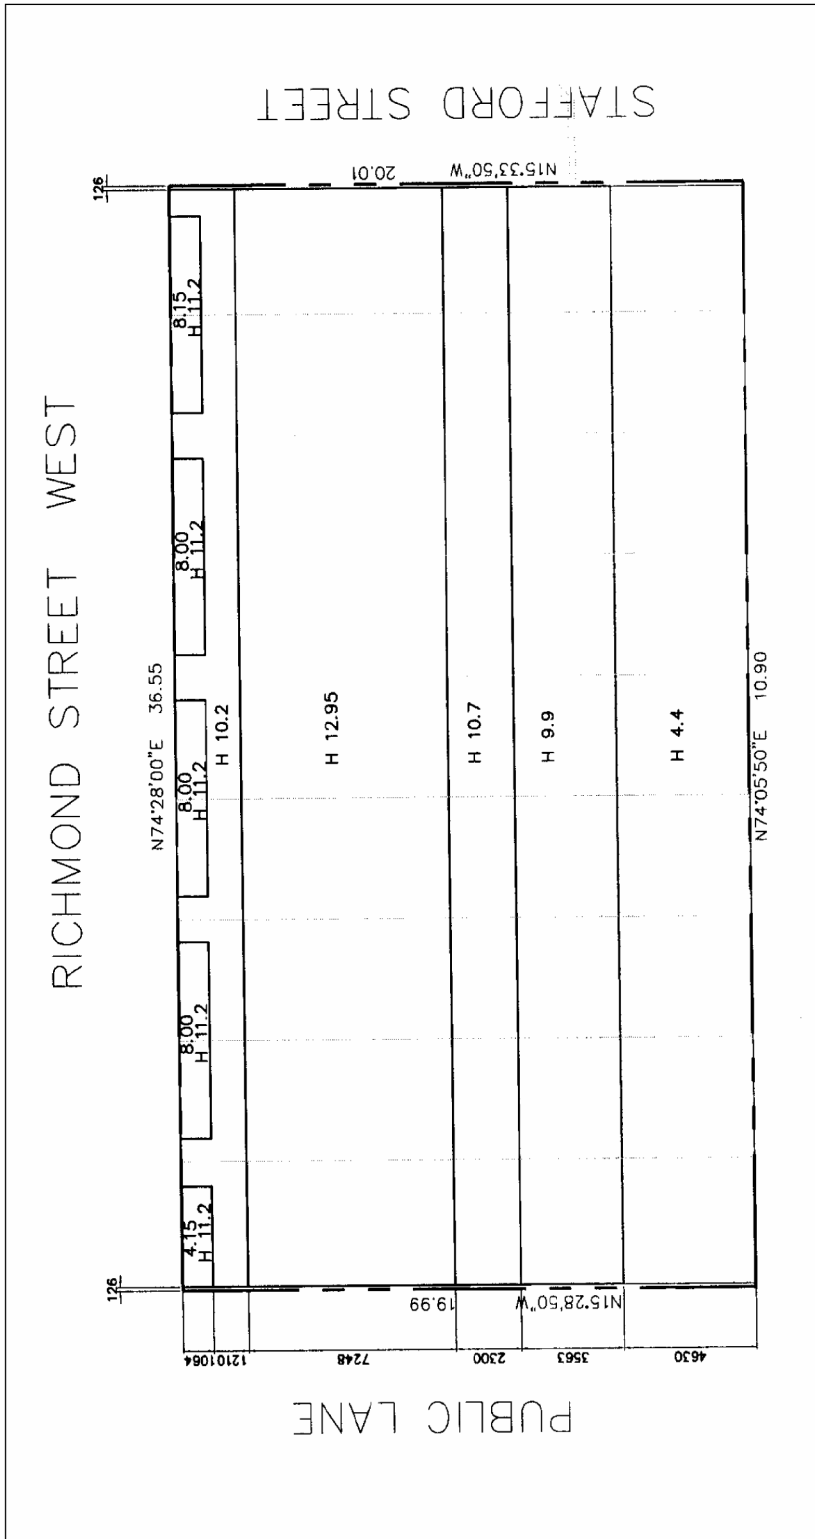 STAFFORD STREET
RICHMOND STREET WEST
126
20.01
N15°33'50"W
8.15
H 11.2
8.00
H 11.2
N74°28'00"E 36.55
8.00
H 11.2
H 10.2
H 12.95
H 10.7
H 9.9
H 4.4
N74°05'50"E 10.90
8.00
H 11.2
4.15
H 11.2
126
19.99
N15°28'50"W
1064
1210
7248
2300
3563
4630
PUBLIC LANE